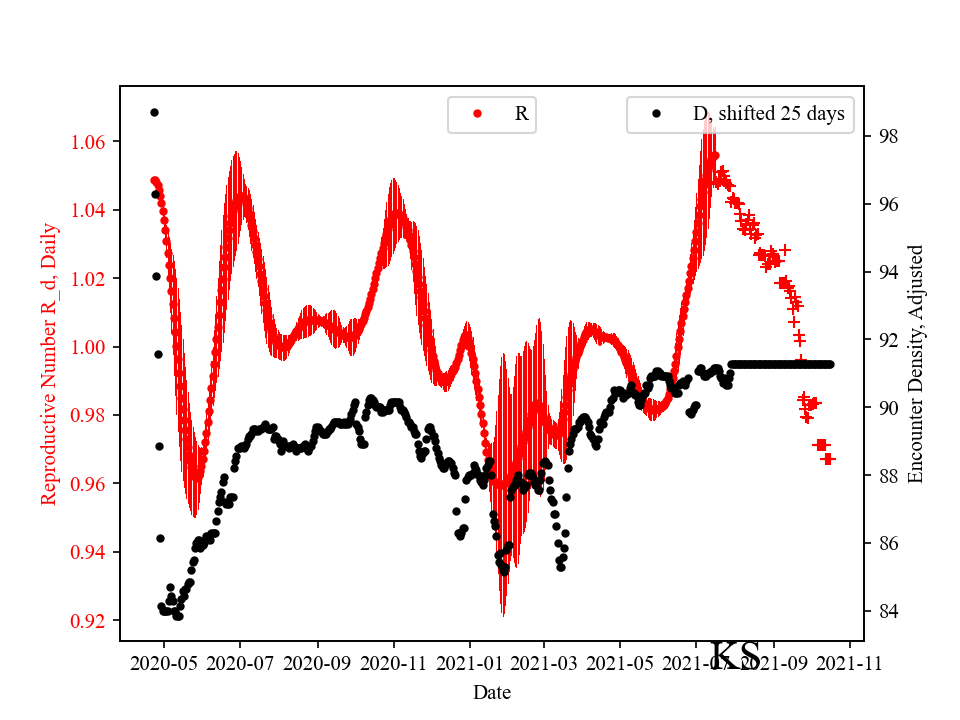 R
D, shifted 25 days
1.06
1.04
1.02
1.00
0.98
0.96
0.94
0.92
Reproductive Number R_d, Daily
98
96
94
92
90
88
86
84
Encounter Density, Adjusted
2020-05 2020-07 2020-09 2020-11 2021-01 2021-03 2021-05 2021-07 2021-09 2021-11
KS
Date